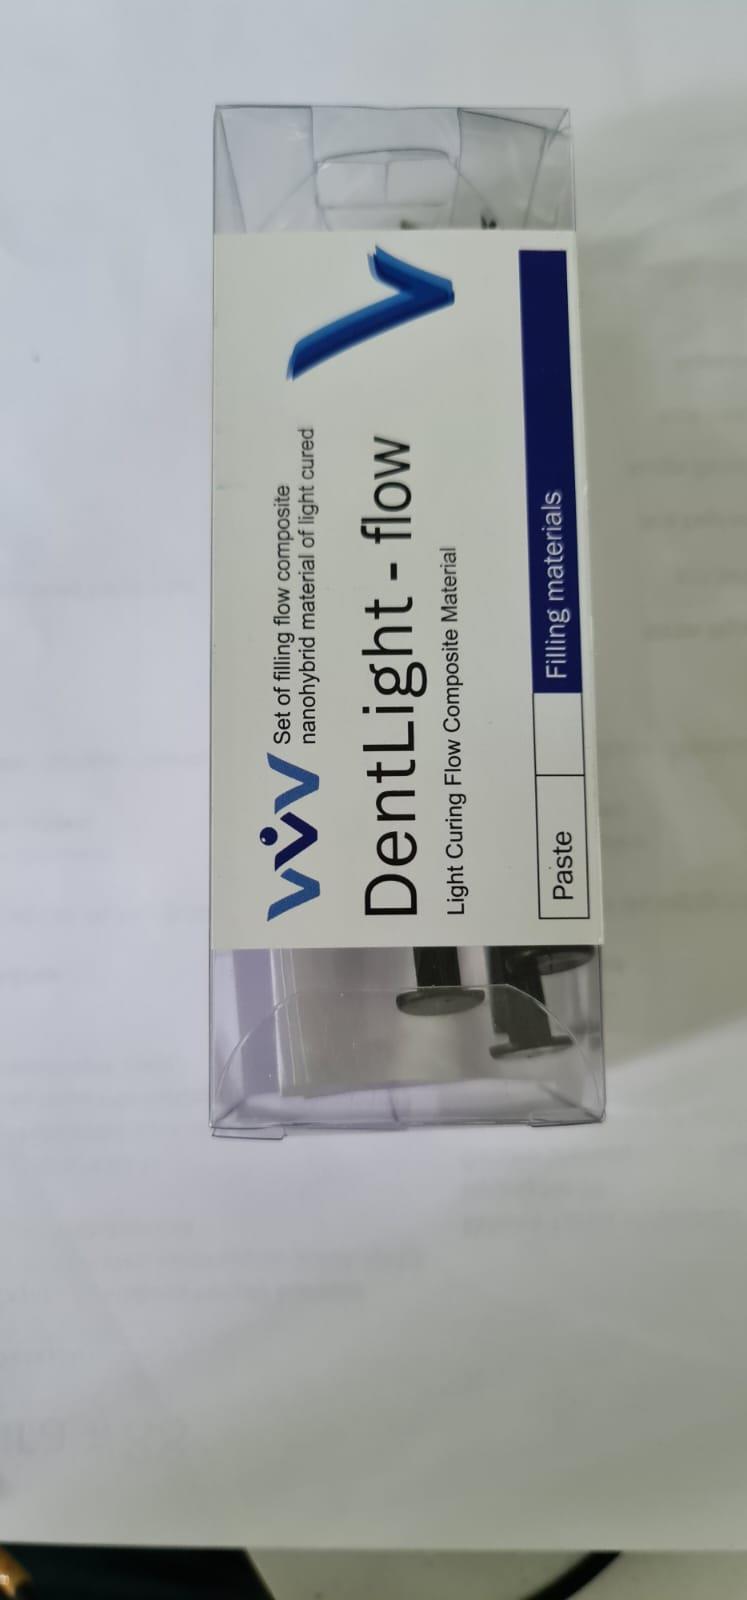 Set of filling flow composite
nanohybrid material of light cured
DentLight - flow
Light Curing Flow Composite Material
Paste
Filling materials